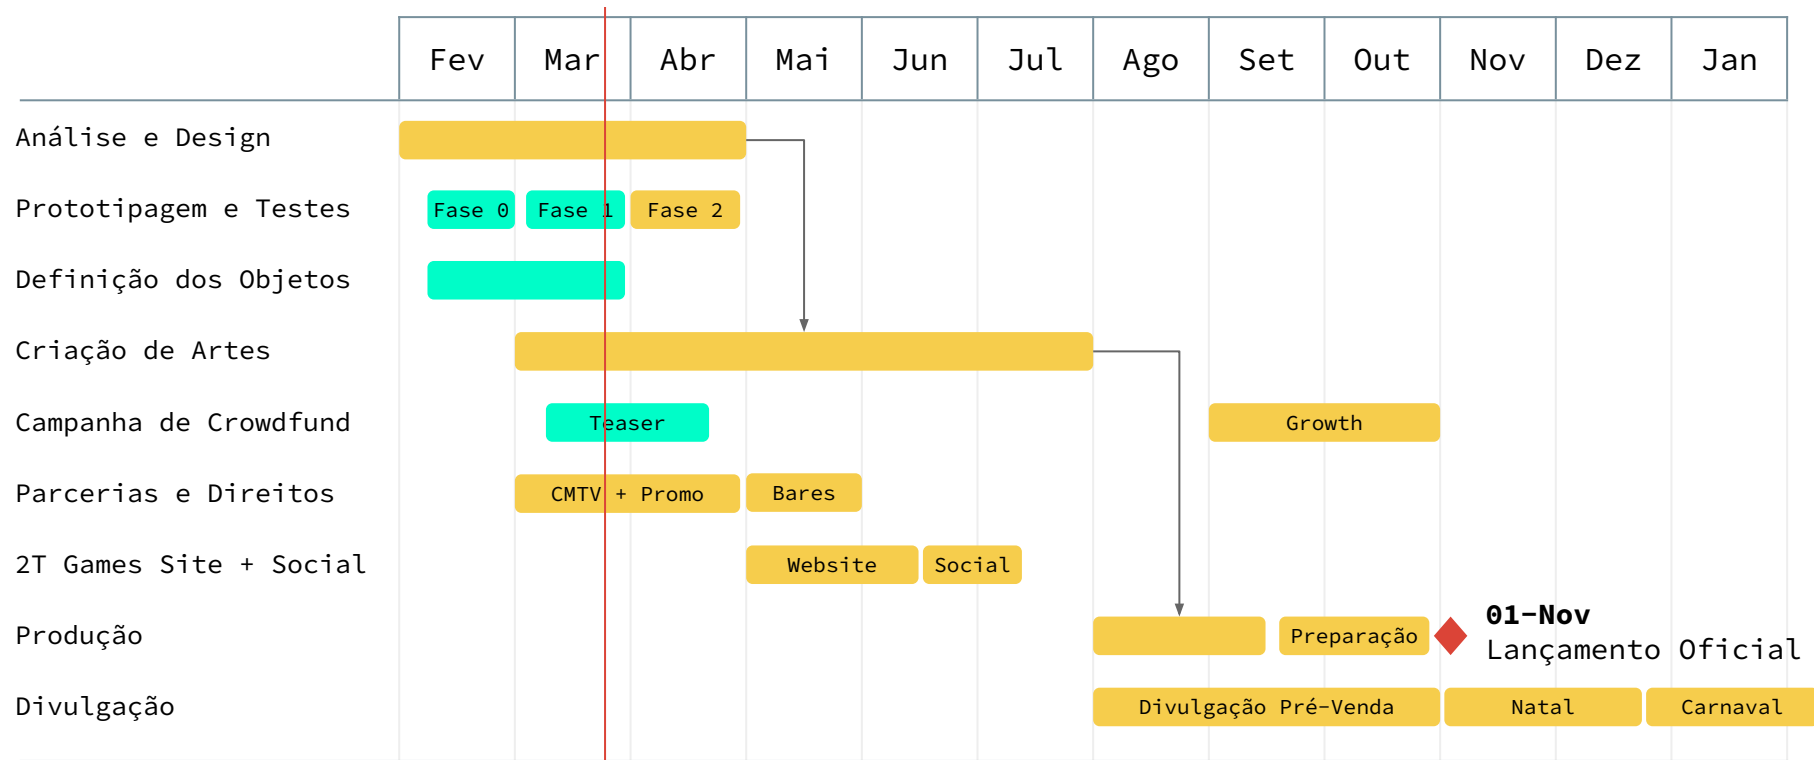 Fev Mar Abr Mai Jun Jul Ago Set Out Nov Dez Jan
Análise e Design
Prototipagem e Testes Fase 0 Fase 1 Fase 2
Definição dos Objetos
Criação de Artes
Campanha de Crowdfund Teaser Growth
Parcerias e Direitos CMTV + Promo Bares
2T Games Site + Social Website Social
01-Nov
Produção Preparação Lançamento Oficial
Divulgação Divulgação Pré-Venda Natal Carnaval